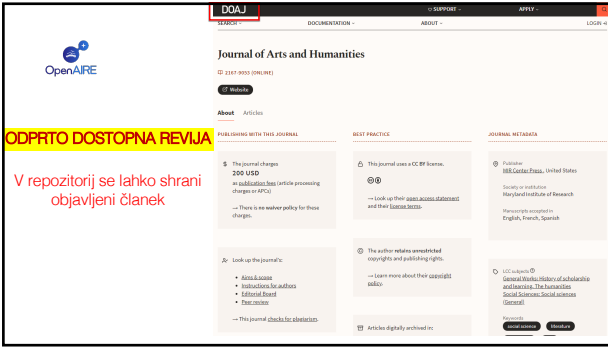 OpenAIRE
ODPRTO DOSTOPNA REVIJA
V repozitorij se lahko shrani
objavljeni članek
DOAJ
SUPPORT
APPLY
SEARCH
DOCUMENTATION
ABOUT
LOGIN
Journal of Arts and Humanities
2167-9053 (ONLINE)
Website
About Articles
PUBLISHING WITH THIS JOURNAL
$ The journal charges
200 USD
as publication fees (article processing
charges or APCs)
→ There is no waiver policy for these
charges.
Look up the journal's:
• Aims & scope
• Instructions for authors
• Editorial Board
• Peer review
→ This journal checks for plagiarism.
BEST PRACTICE
This journal uses a CC BY license.
→ Look up their open access statement
and their license terms.
© The author retains unrestricted
copyrights and publishing rights.
→ Learn more about their copyright
policy.
Articles digitally archived in:
JOURNAL METADATA
Publisher
MIR Center Press, United States
Society or institution
Maryland Institute of Research
Manuscripts accepted in
English, French, Spanish
LCC subjects
General Works: History of scholarship
and learning. The humanities
Social Sciences: Social sciences
(General)
Keywords
social science literature